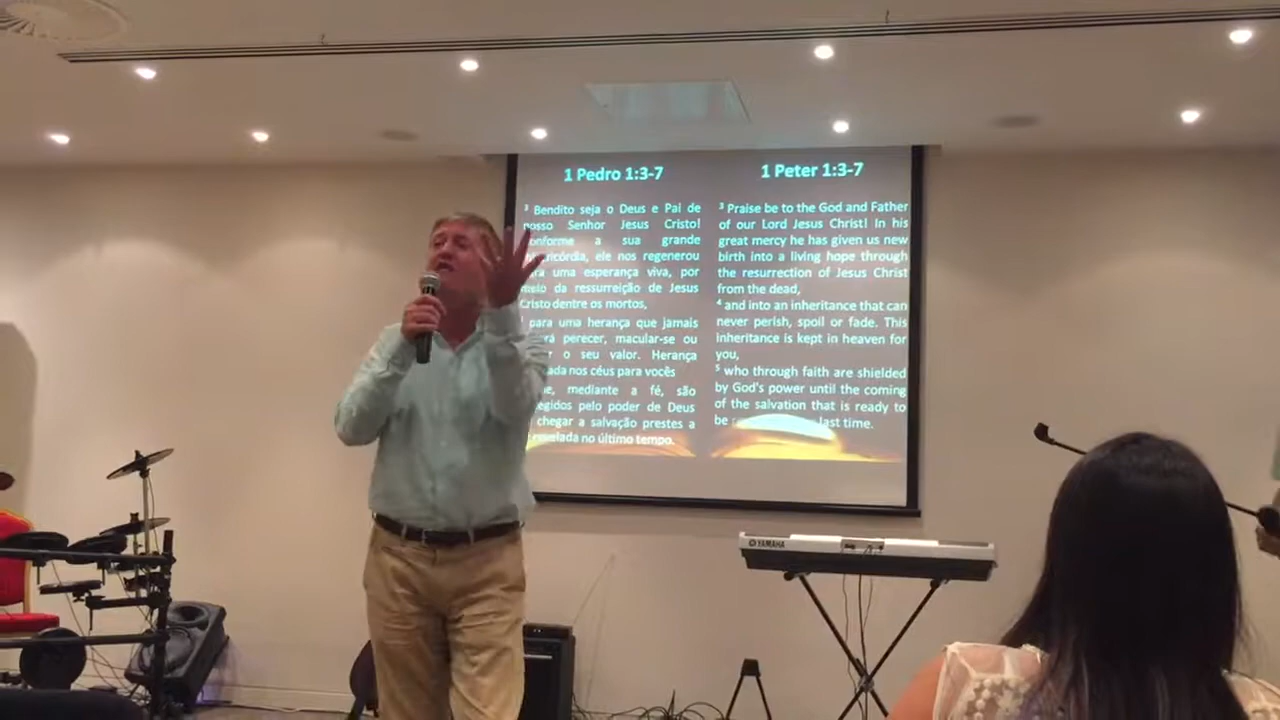 1 Pedro 1:3-7
³ Bendito seja o Deus e Pai de
nosso Senhor Jesus Cristo!
conforme a sua grande
ele nos regenerou
uma esperança viva, por
meio da ressurreição de Jesus
Cristo dentre os mortos,
para uma herança que jamais
perecer, macular-se ou
o seu valor. Herança
nos céus para vocês
mediante a fé, são
pelo poder de Deus
chegar a salvação prestes a
revelada no último tempo.
1 Peter 1:3-7
³ Praise be to the God and Father
of our Lord Jesus Christ! In his
great mercy he has given us new
birth into a living hope through
the resurrection of Jesus Christ
from the dead,
⁴ and into an inheritance that can
never perish, spoil or fade. This
inheritance is kept in heaven for
you,
⁵ who through faith are shielded
by God's power until the coming
of the salvation that is ready to
be last time.
YAMAHA